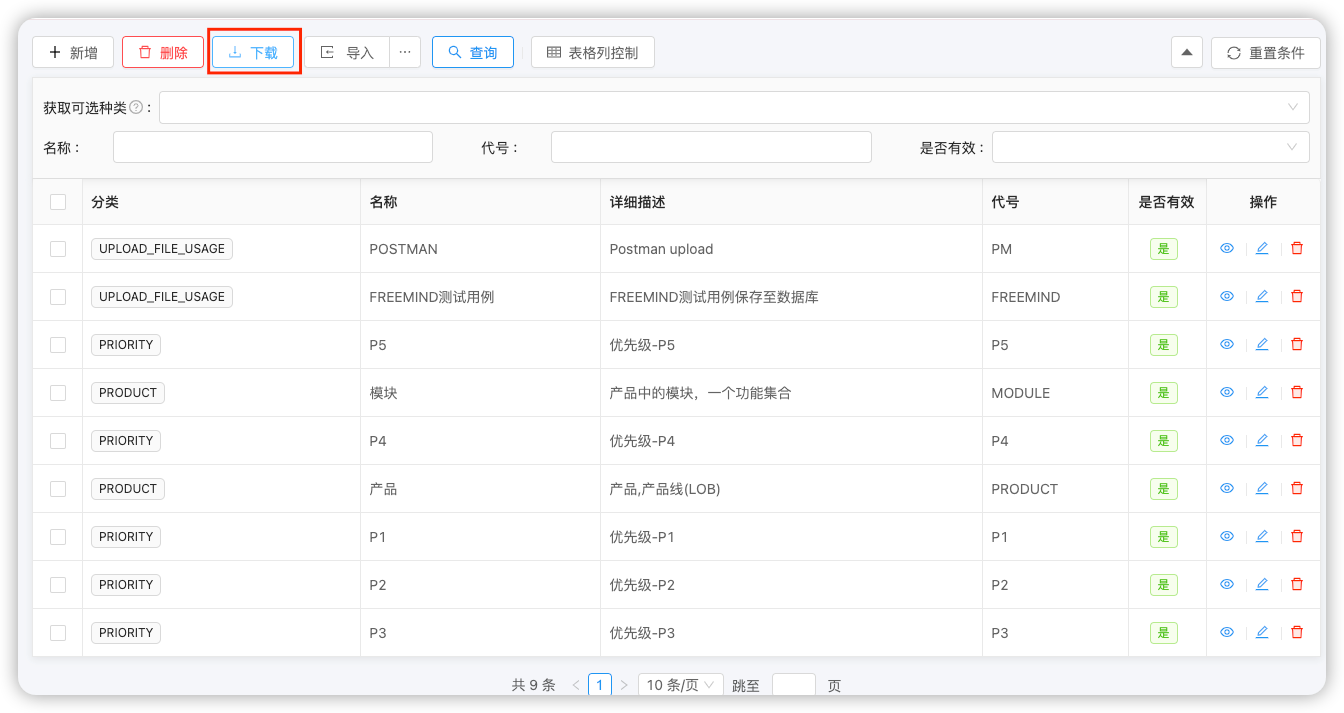 新增 删除 下载 导入 ··· 查询 表格列控制 重置条件
获取可选种类 ? :
名称 : 代号 : 是否有效 :
分类 名称 详细描述 代号 是否有效 操作
UPLOAD_FILE_USAGE POSTMAN Postman upload PM 是
UPLOAD_FILE_USAGE FREEMIND测试用例 FREEMIND测试用例保存至数据库 FREEMIND 是
PRIORITY P5 优先级-P5 P5 是
PRODUCT 模块 产品中的模块，一个功能集合 MODULE 是
PRIORITY P4 优先级-P4 P4 是
PRODUCT 产品 产品,产品线(LOB) PRODUCT 是
PRIORITY P1 优先级-P1 P1 是
PRIORITY P2 优先级-P2 P2 是
PRIORITY P3 优先级-P3 P3 是
共 9 条 < 1 > 10 条/页 跳至 页